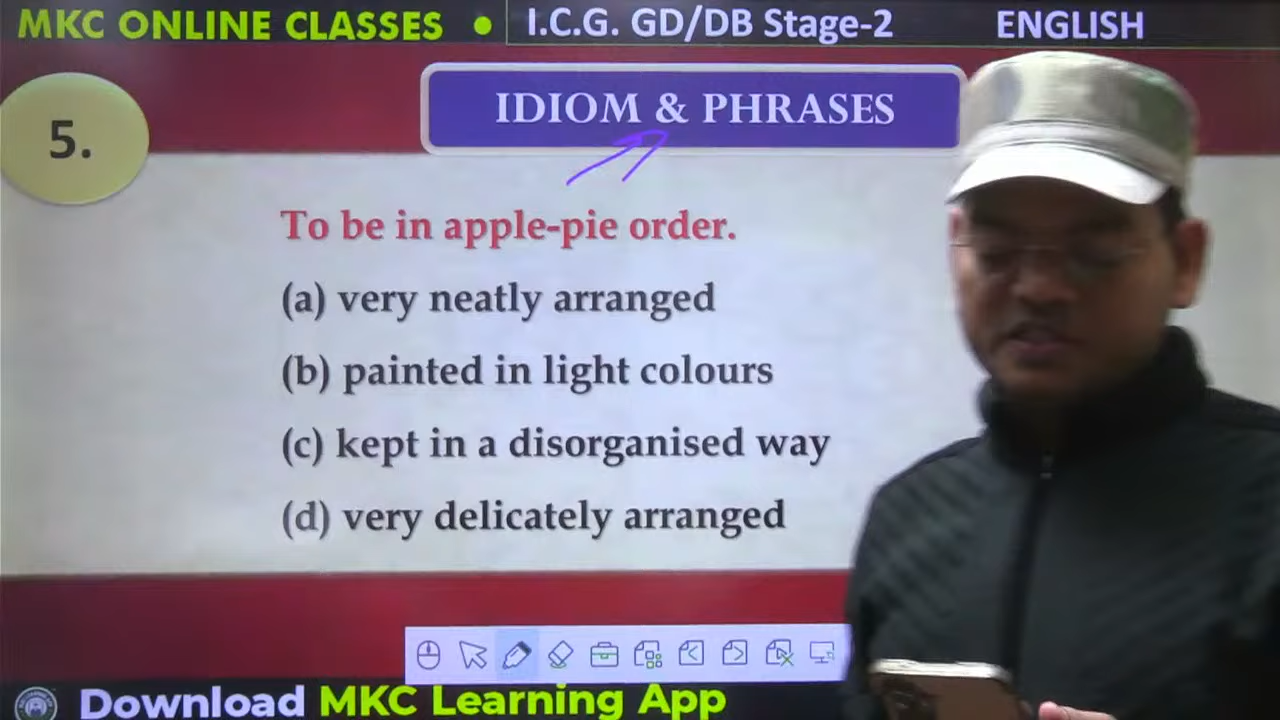 MKC ONLINE CLASSES • I.C.G. GD/DB Stage-2 ENGLISH
5.
IDIOM & PHRASES
To be in apple-pie order.
(a) very neatly arranged
(b) painted in light colours
(c) kept in a disorganised way
(d) very delicately arranged
Download MKC Learning App